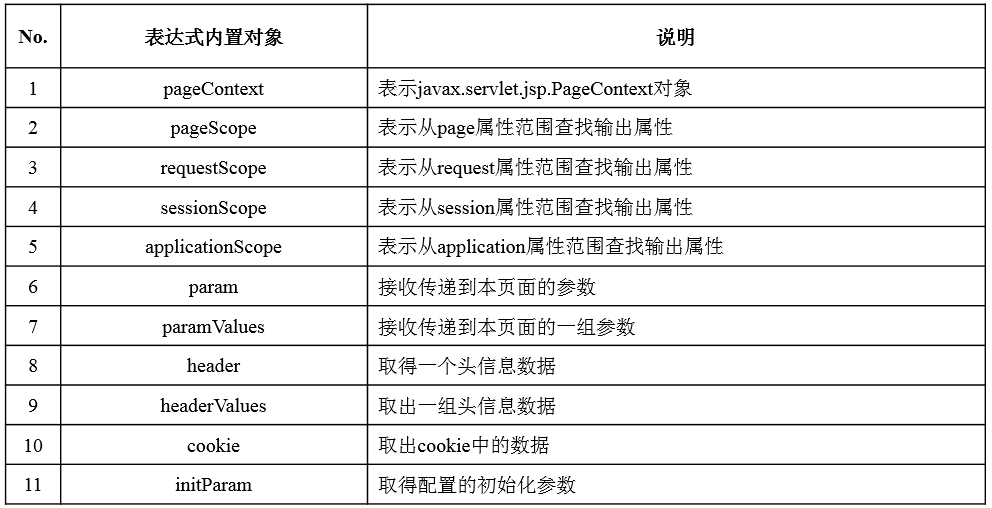 No. 表达式内置对象 说明
1 pageContext 表示javax.servlet.jsp.PageContext对象
2 pageScope 表示从page属性范围查找输出属性
3 requestScope 表示从request属性范围查找输出属性
4 sessionScope 表示从session属性范围查找输出属性
5 applicationScope 表示从application属性范围查找输出属性
6 param 接收传递到本页面的参数
7 paramValues 接收传递到本页面的一组参数
8 header 取得一个头信息数据
9 headerValues 取出一组头信息数据
10 cookie 取出cookie中的数据
11 initParam 取得配置的初始化参数